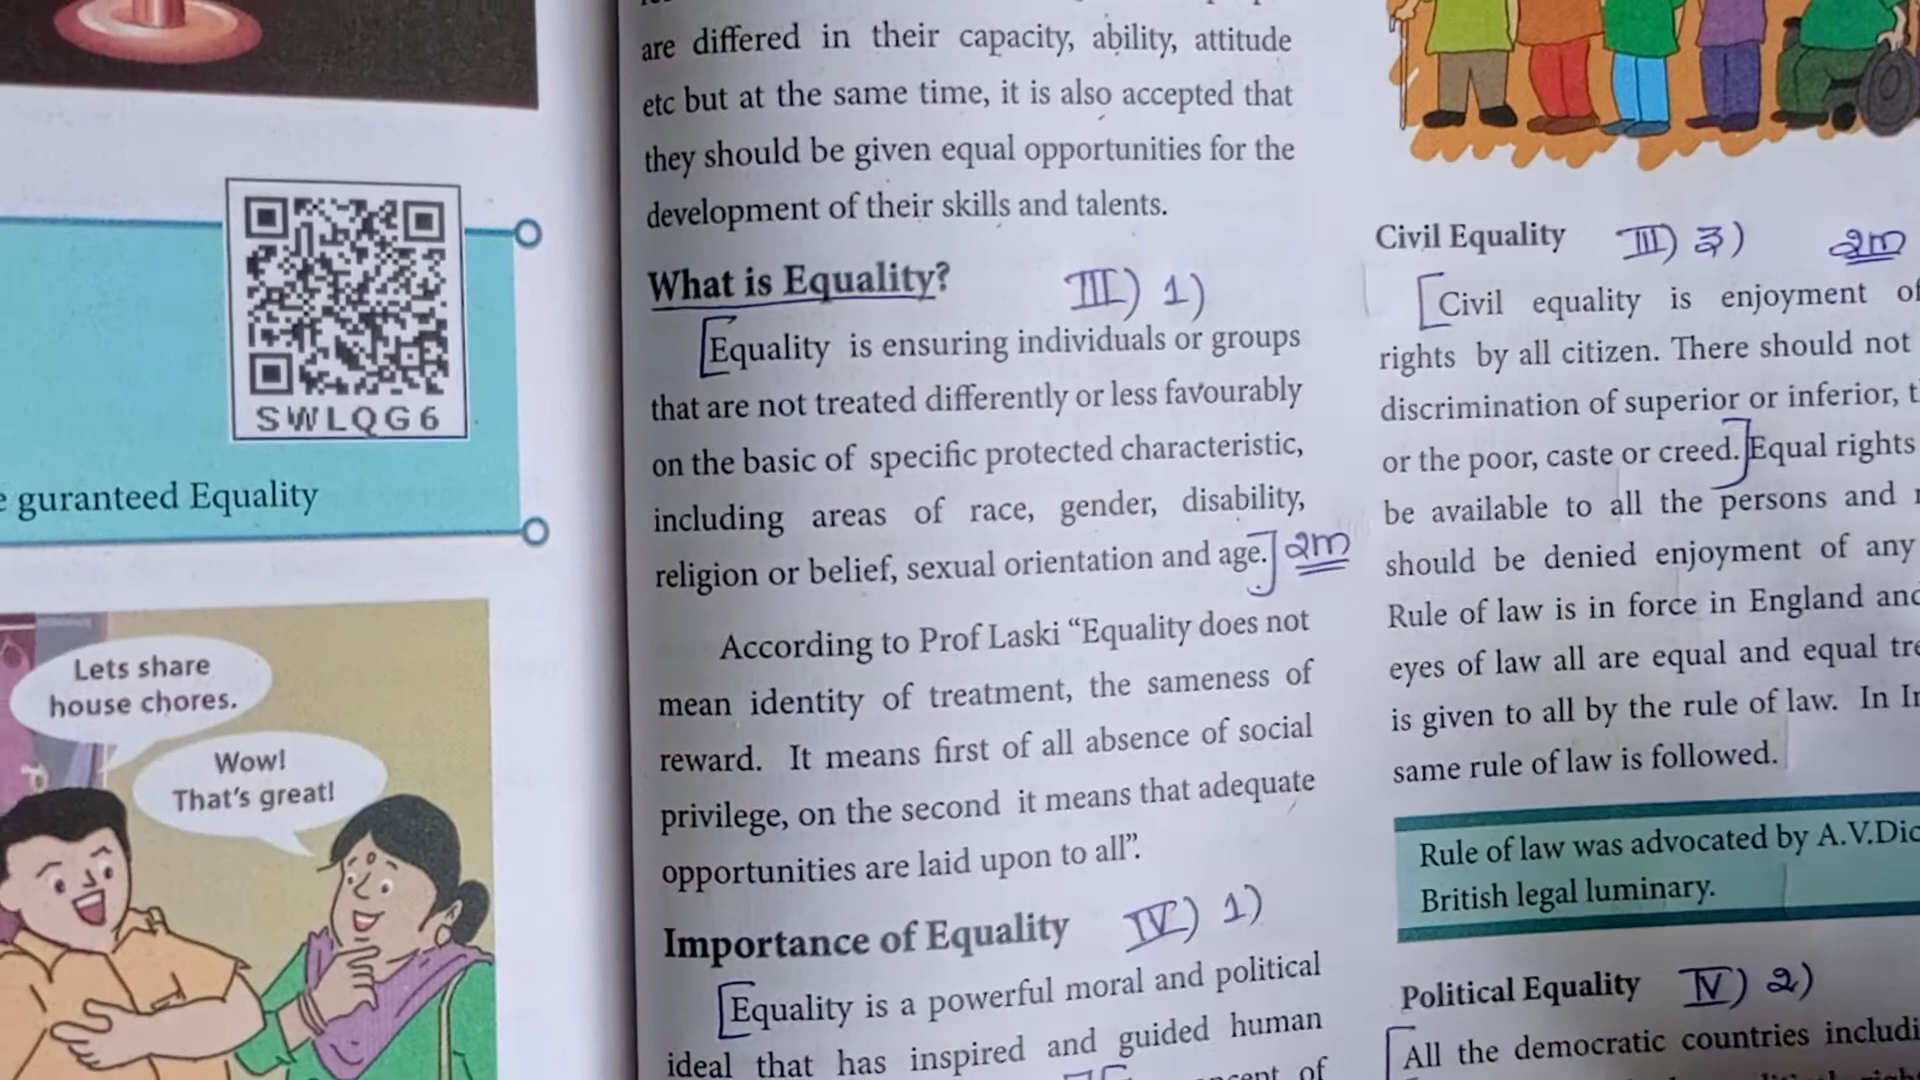 SWLQG6
guranteed Equality
Lets share
house chores.
Wow!
That's great!
are differed in their capacity, ability, attitude
etc but at the same time, it is also accepted that
they should be given equal opportunities for the
development of their skills and talents.
What is Equality? III) 1)
[Equality is ensuring individuals or groups
that are not treated differently or less favourably
on the basic of specific protected characteristic,
including areas of race, gender, disability,
religion or belief, sexual orientation and age.] 2m
According to Prof Laski “Equality does not
mean identity of treatment, the sameness of
reward. It means first of all absence of social
privilege, on the second it means that adequate
opportunities are laid upon to all”.
Importance of Equality IV) 1)
[Equality is a powerful moral and political
ideal that has inspired and guided human
of
Civil Equality III) 3) 2m
[Civil equality is enjoyment of
rights by all citizen. There should not
discrimination of superior or inferior,
or the poor, caste or creed.] Equal rights
be available to all the persons and
should be denied enjoyment of any
Rule of law is in force in England and
eyes of law all are equal and equal
is given to all by the rule of law. In
same rule of law is followed.
Rule of law was advocated by A.V.Dic
British legal luminary.
Political Equality IV) 2)
[All the democratic countries includi